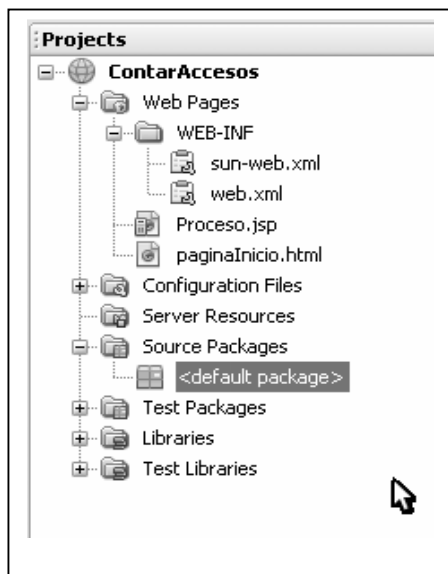 Projects
ContarAccesos
Web Pages
WEB-INF
sun-web.xml
web.xml
Proceso.jsp
paginaInicio.html
Configuration Files
Server Resources
Source Packages
<default package>
Test Packages
Libraries
Test Libraries